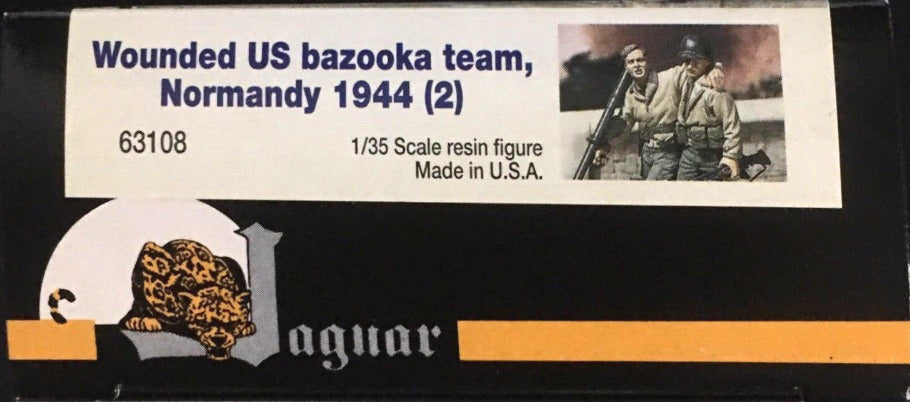 Wounded US bazooka team,
Normandy 1944 (2)
63108
1/35 Scale resin figure
Made in U.S.A.
Jaguar